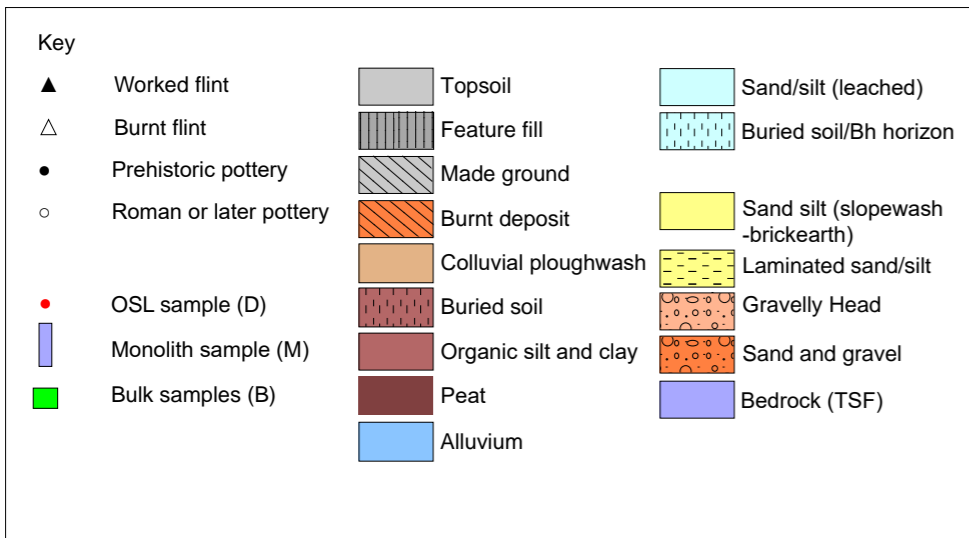 Key
Worked flint
Burnt flint
Prehistoric pottery
Roman or later pottery
OSL sample (D)
Monolith sample (M)
Bulk samples (B)
Topsoil
Feature fill
Made ground
Burnt deposit
Colluvial ploughwash
Buried soil
Organic silt and clay
Peat
Alluvium
Sand/silt (leached)
Buried soil/Bh horizon
Sand silt (slopewash
-brickearth)
Laminated sand/silt
Gravelly Head
Sand and gravel
Bedrock (TSF)